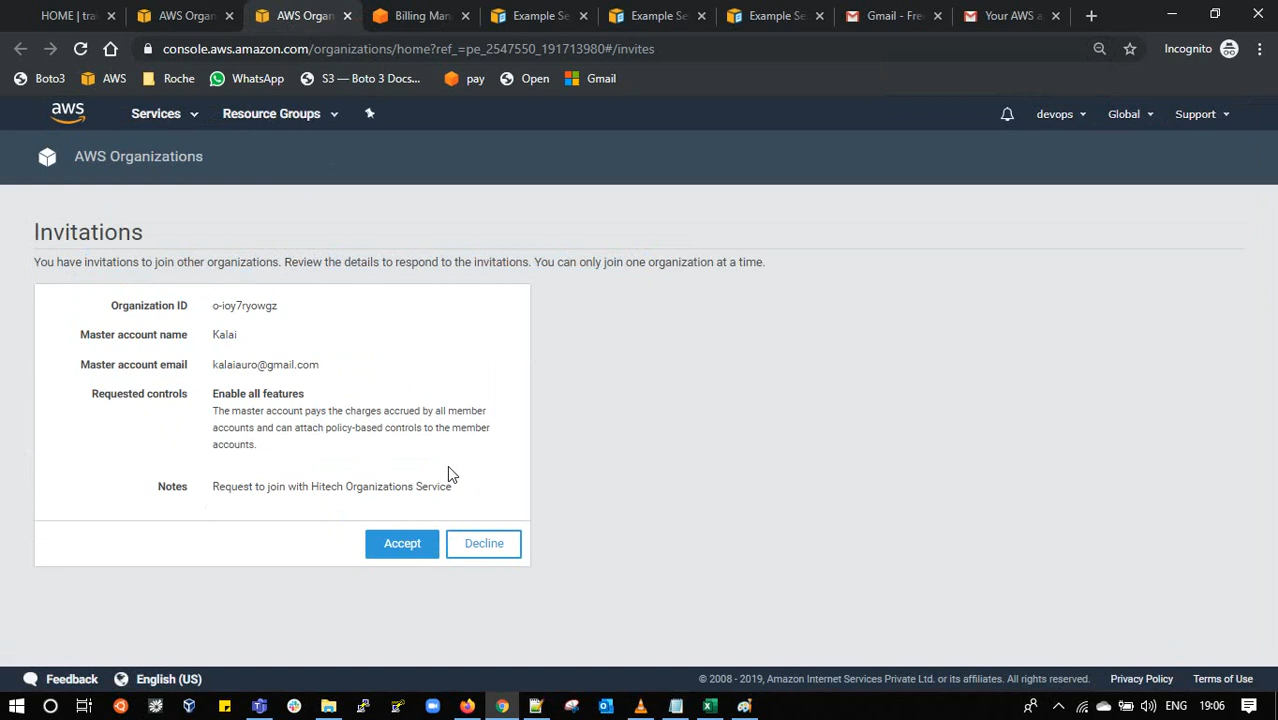 HOME | tra
AWS Organ
AWS Organ
Billing Man
Example Se
Example Se
Example Se
Gmail - Fre
Your AWS a
console.aws.amazon.com/organizations/home?ref_=pe_2547550_191713980#/invites
Incognito
Boto3
AWS
Roche
WhatsApp
S3 — Boto 3 Docs...
pay
Open
Gmail
aws
Services
Resource Groups
devops
Global
Support
AWS Organizations
Invitations
You have invitations to join other organizations. Review the details to respond to the invitations. You can only join one organization at a time.
Organization ID o-ioy7ryowgz
Master account name Kalai
Master account email kalaiauro@gmail.com
Requested controls Enable all features
The master account pays the charges accrued by all member
accounts and can attach policy-based controls to the member
accounts.
Notes Request to join with Hitech Organizations Service
Accept
Decline
Feedback
English (US)
© 2008 - 2019, Amazon Internet Services Private Ltd. or its affiliates. All rights reserved.
Privacy Policy
Terms of Use
ENG
19:06